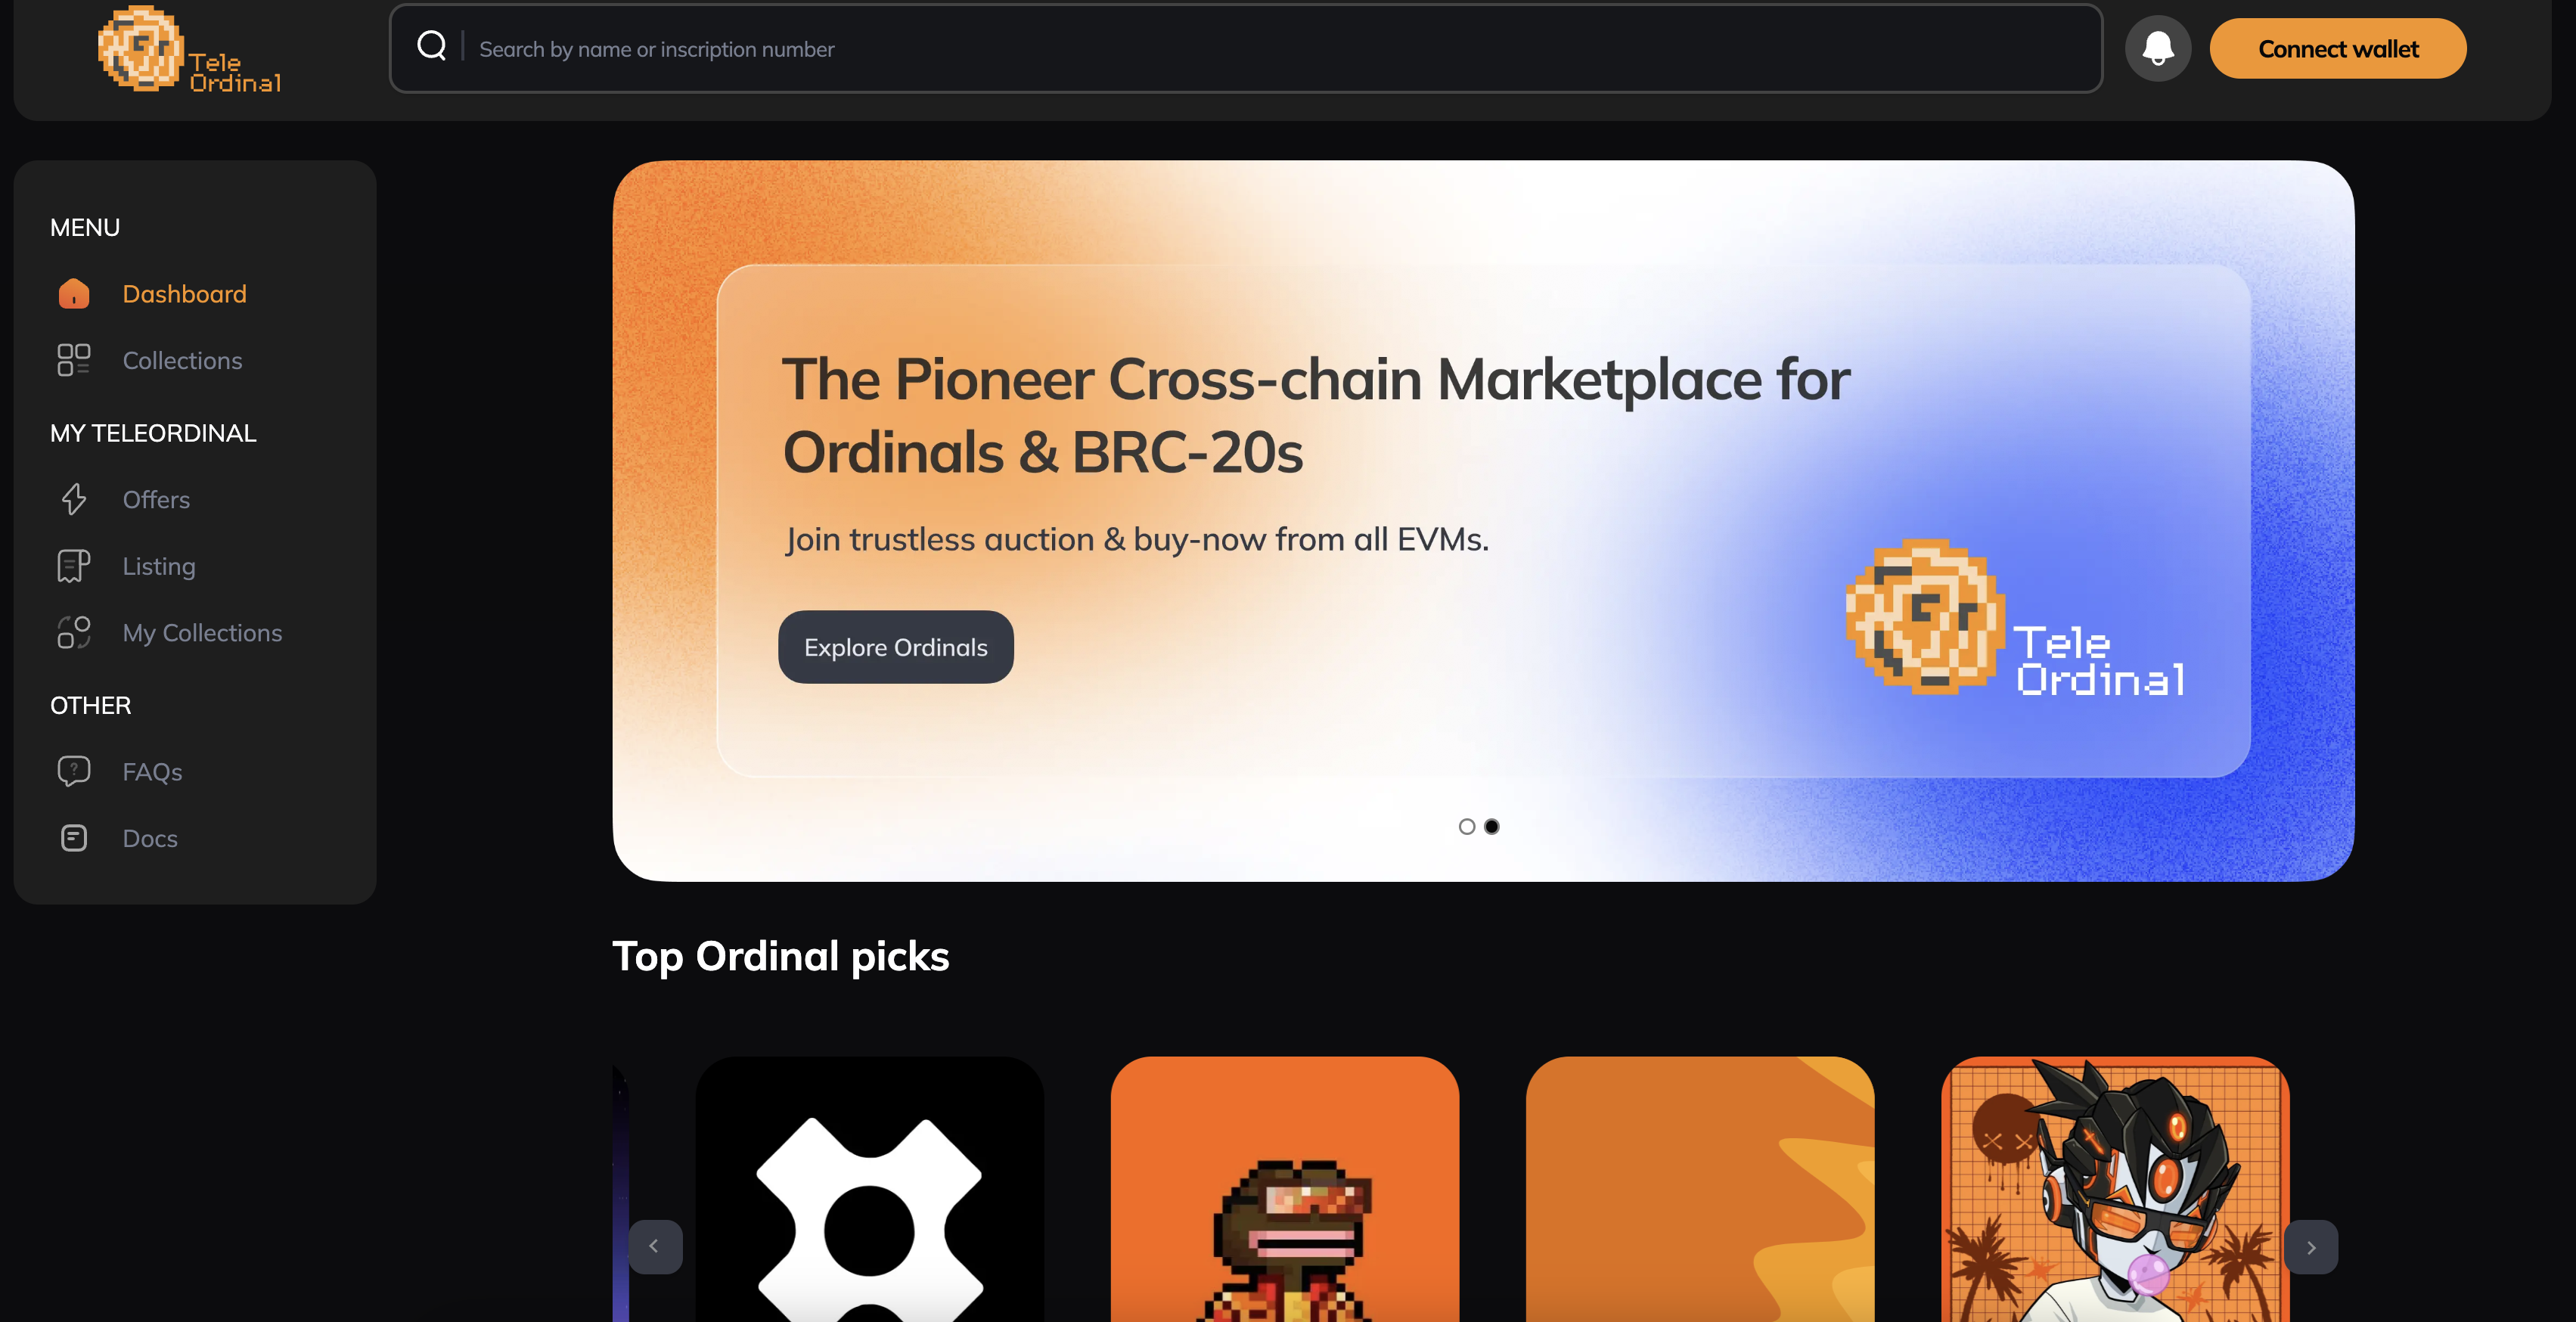 Tele
Ordinal
Search by name or inscription number
Connect wallet
MENU
Dashboard
Collections
MY TELEORDINAL
Offers
Listing
My Collections
OTHER
FAQs
Docs
The Pioneer Cross-chain Marketplace for
Ordinals & BRC-20s
Join trustless auction & buy-now from all EVMs.
Explore Ordinals
Tele
Ordinal
Top Ordinal picks